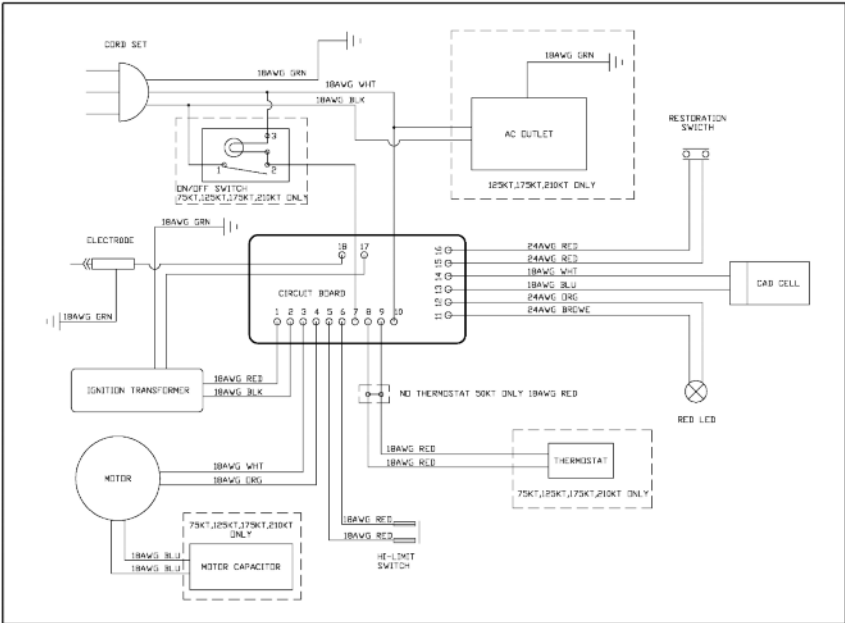 CORD SET
18AWG GRN
18AWG WHT
18AWG BLK
3
1
2
ON/OFF SWITCH
75KT,125KT,175KT,210KT ONLY
18AWG GRN
AC OUTLET
125KT,175KT,210KT ONLY
RESTORATION
SWICTH
18AWG GRN
ELECTRODE
18AWG GRN
18
17
CIRCUIT BOARD
1 2 3 4 5 6 7 8 9 10
16
15
14
13
12
11
24AWG RED
24AWG RED
18AWG WHT
18AWG BLU
24AWG ORG
24AWG BROWE
CAD CELL
RED LED
IGNITION TRANSFORMER
18AWG RED
18AWG BLK
NO THERMOSTAT 50KT ONLY 18AWG RED
MOTOR
18AWG WHT
18AWG ORG
18AWG RED
18AWG RED
THERMOSTAT
75KT,125KT,175KT,210KT ONLY
18AWG BLU
18AWG BLU
75KT,125KT,175KT,210KT
ONLY
MOTOR CAPACITOR
18AWG RED
18AWG RED
HI-LIMIT
SWITCH